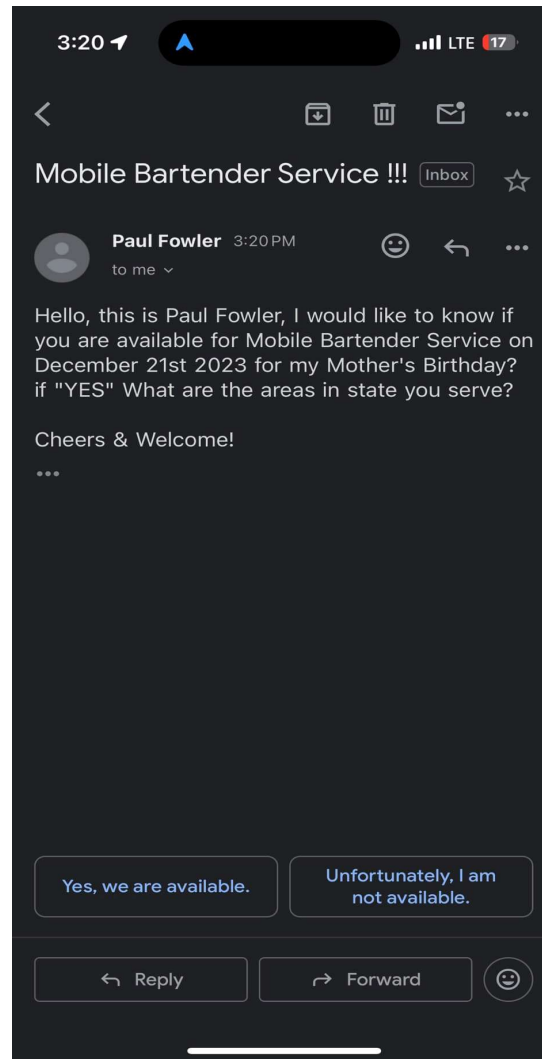 3:20
LTE 17
Mobile Bartender Service !!! Inbox
Paul Fowler 3:20 PM
to me
Hello, this is Paul Fowler, I would like to know if
you are available for Mobile Bartender Service on
December 21st 2023 for my Mother's Birthday?
if "YES" What are the areas in state you serve?
Cheers & Welcome!
Yes, we are available.
Unfortunately, I am
not available.
Reply
Forward